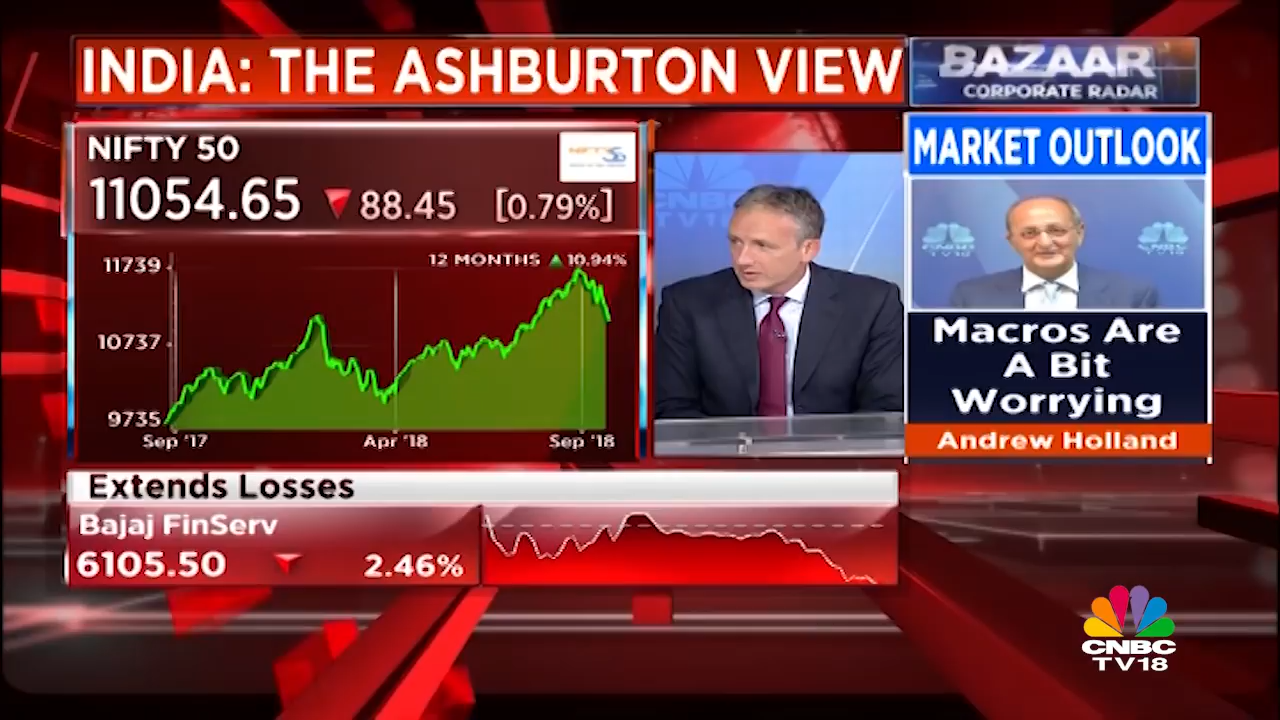 INDIA: THE ASHBURTON VIEW
BAZAAR
CORPORATE RADAR
NIFTY 50
11054.65 ▼ 88.45 [0.79%]
12 MONTHS ▲ 10.94%
11739
10737
9735
Sep '17
Apr '18
Sep '18
CNBC
TV18
MARKET OUTLOOK
Macros Are
A Bit
Worrying
Andrew Holland
Extends Losses
Bajaj FinServ
6105.50 ▼ 2.46%
CNBC
TV18